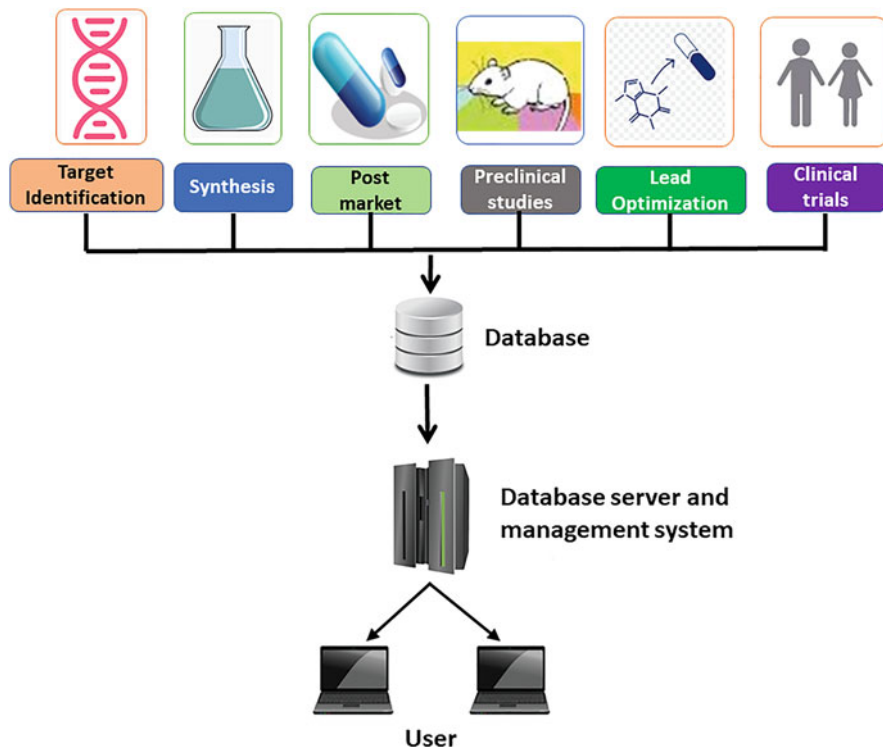 Target
Identification
Synthesis
Post
market
Preclinical
studies
Lead
Optimization
Clinical
trials
Database
Database server and
management system
User